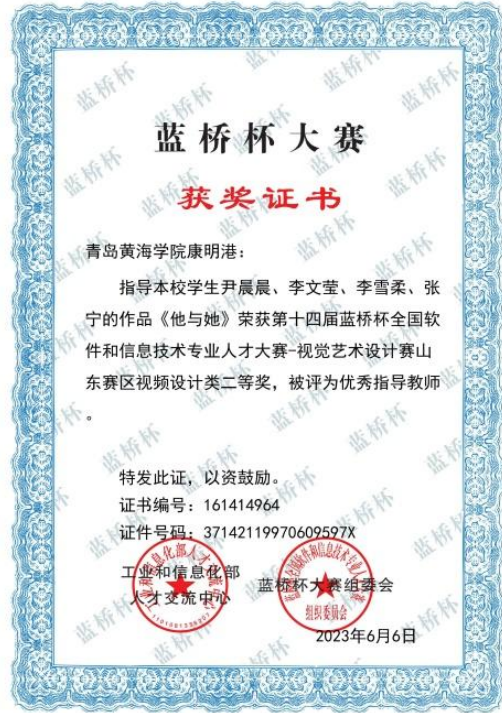 蓝桥杯大赛
获奖证书
青岛黄海学院康明港：
指导本校学生尹晨晨、李文莹、李雪柔、张
宁的作品《他与她》荣获第十四届蓝桥杯全国软
件和信息技术专业人才大赛-视觉艺术设计赛山
东赛区视频设计类二等奖，被评为优秀指导教师
。
特发此证，以资鼓励。
证书编号：161414964
证件号码：37142119970609597X
工业和信息化部
人才交流中心
蓝桥杯大赛组委会
组织委员会
2023年6月6日